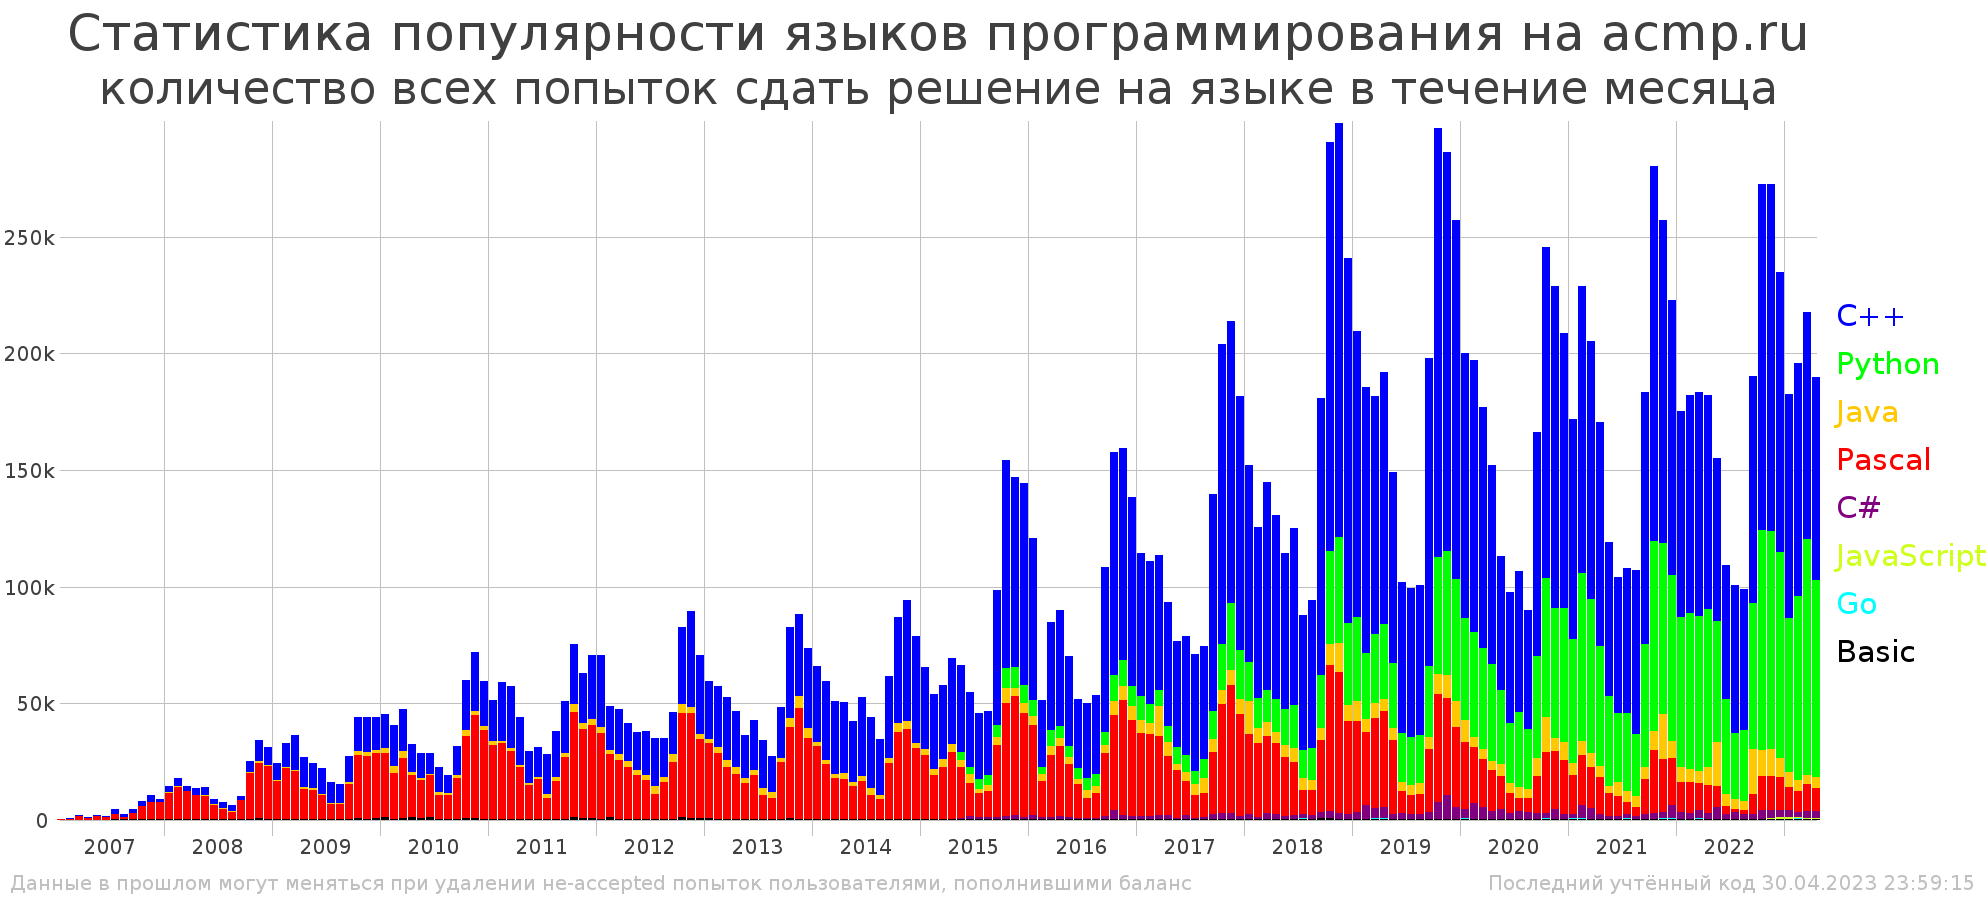 Статистика популярности языков программирования на acmp.ru
количество всех попыток сдать решение на языке в течение месяца
250k
200k
150k
100k
50k
0
C++
Python
Java
Pascal
C#
JavaScript
Go
Basic
2007 2008 2009 2010 2011 2012 2013 2014 2015 2016 2017 2018 2019 2020 2021 2022
Данные в прошлом могут меняться при удалении не-accepted попыток пользователями, пополнившими баланс
Последний учтённый код 30.04.2023 23:59:15